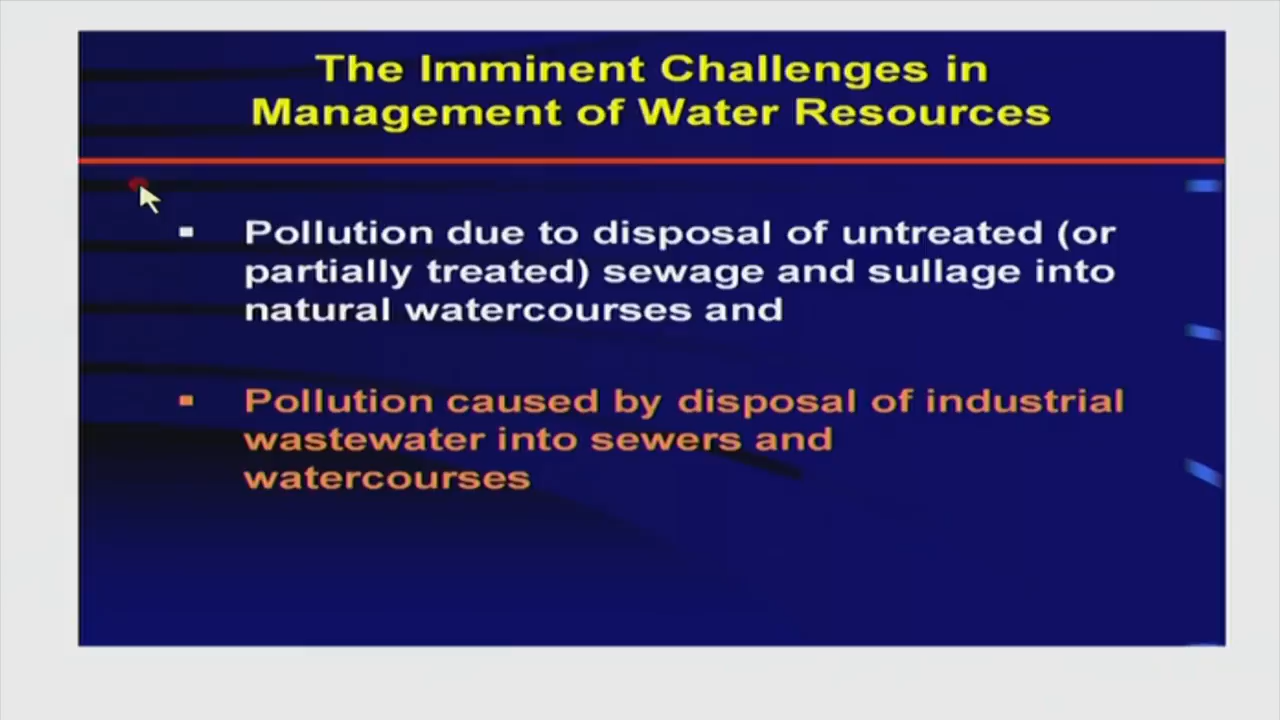 The Imminent Challenges in
Management of Water Resources
▪ Pollution due to disposal of untreated (or
partially treated) sewage and sullage into
natural watercourses and
▪ Pollution caused by disposal of industrial
wastewater into sewers and
watercourses